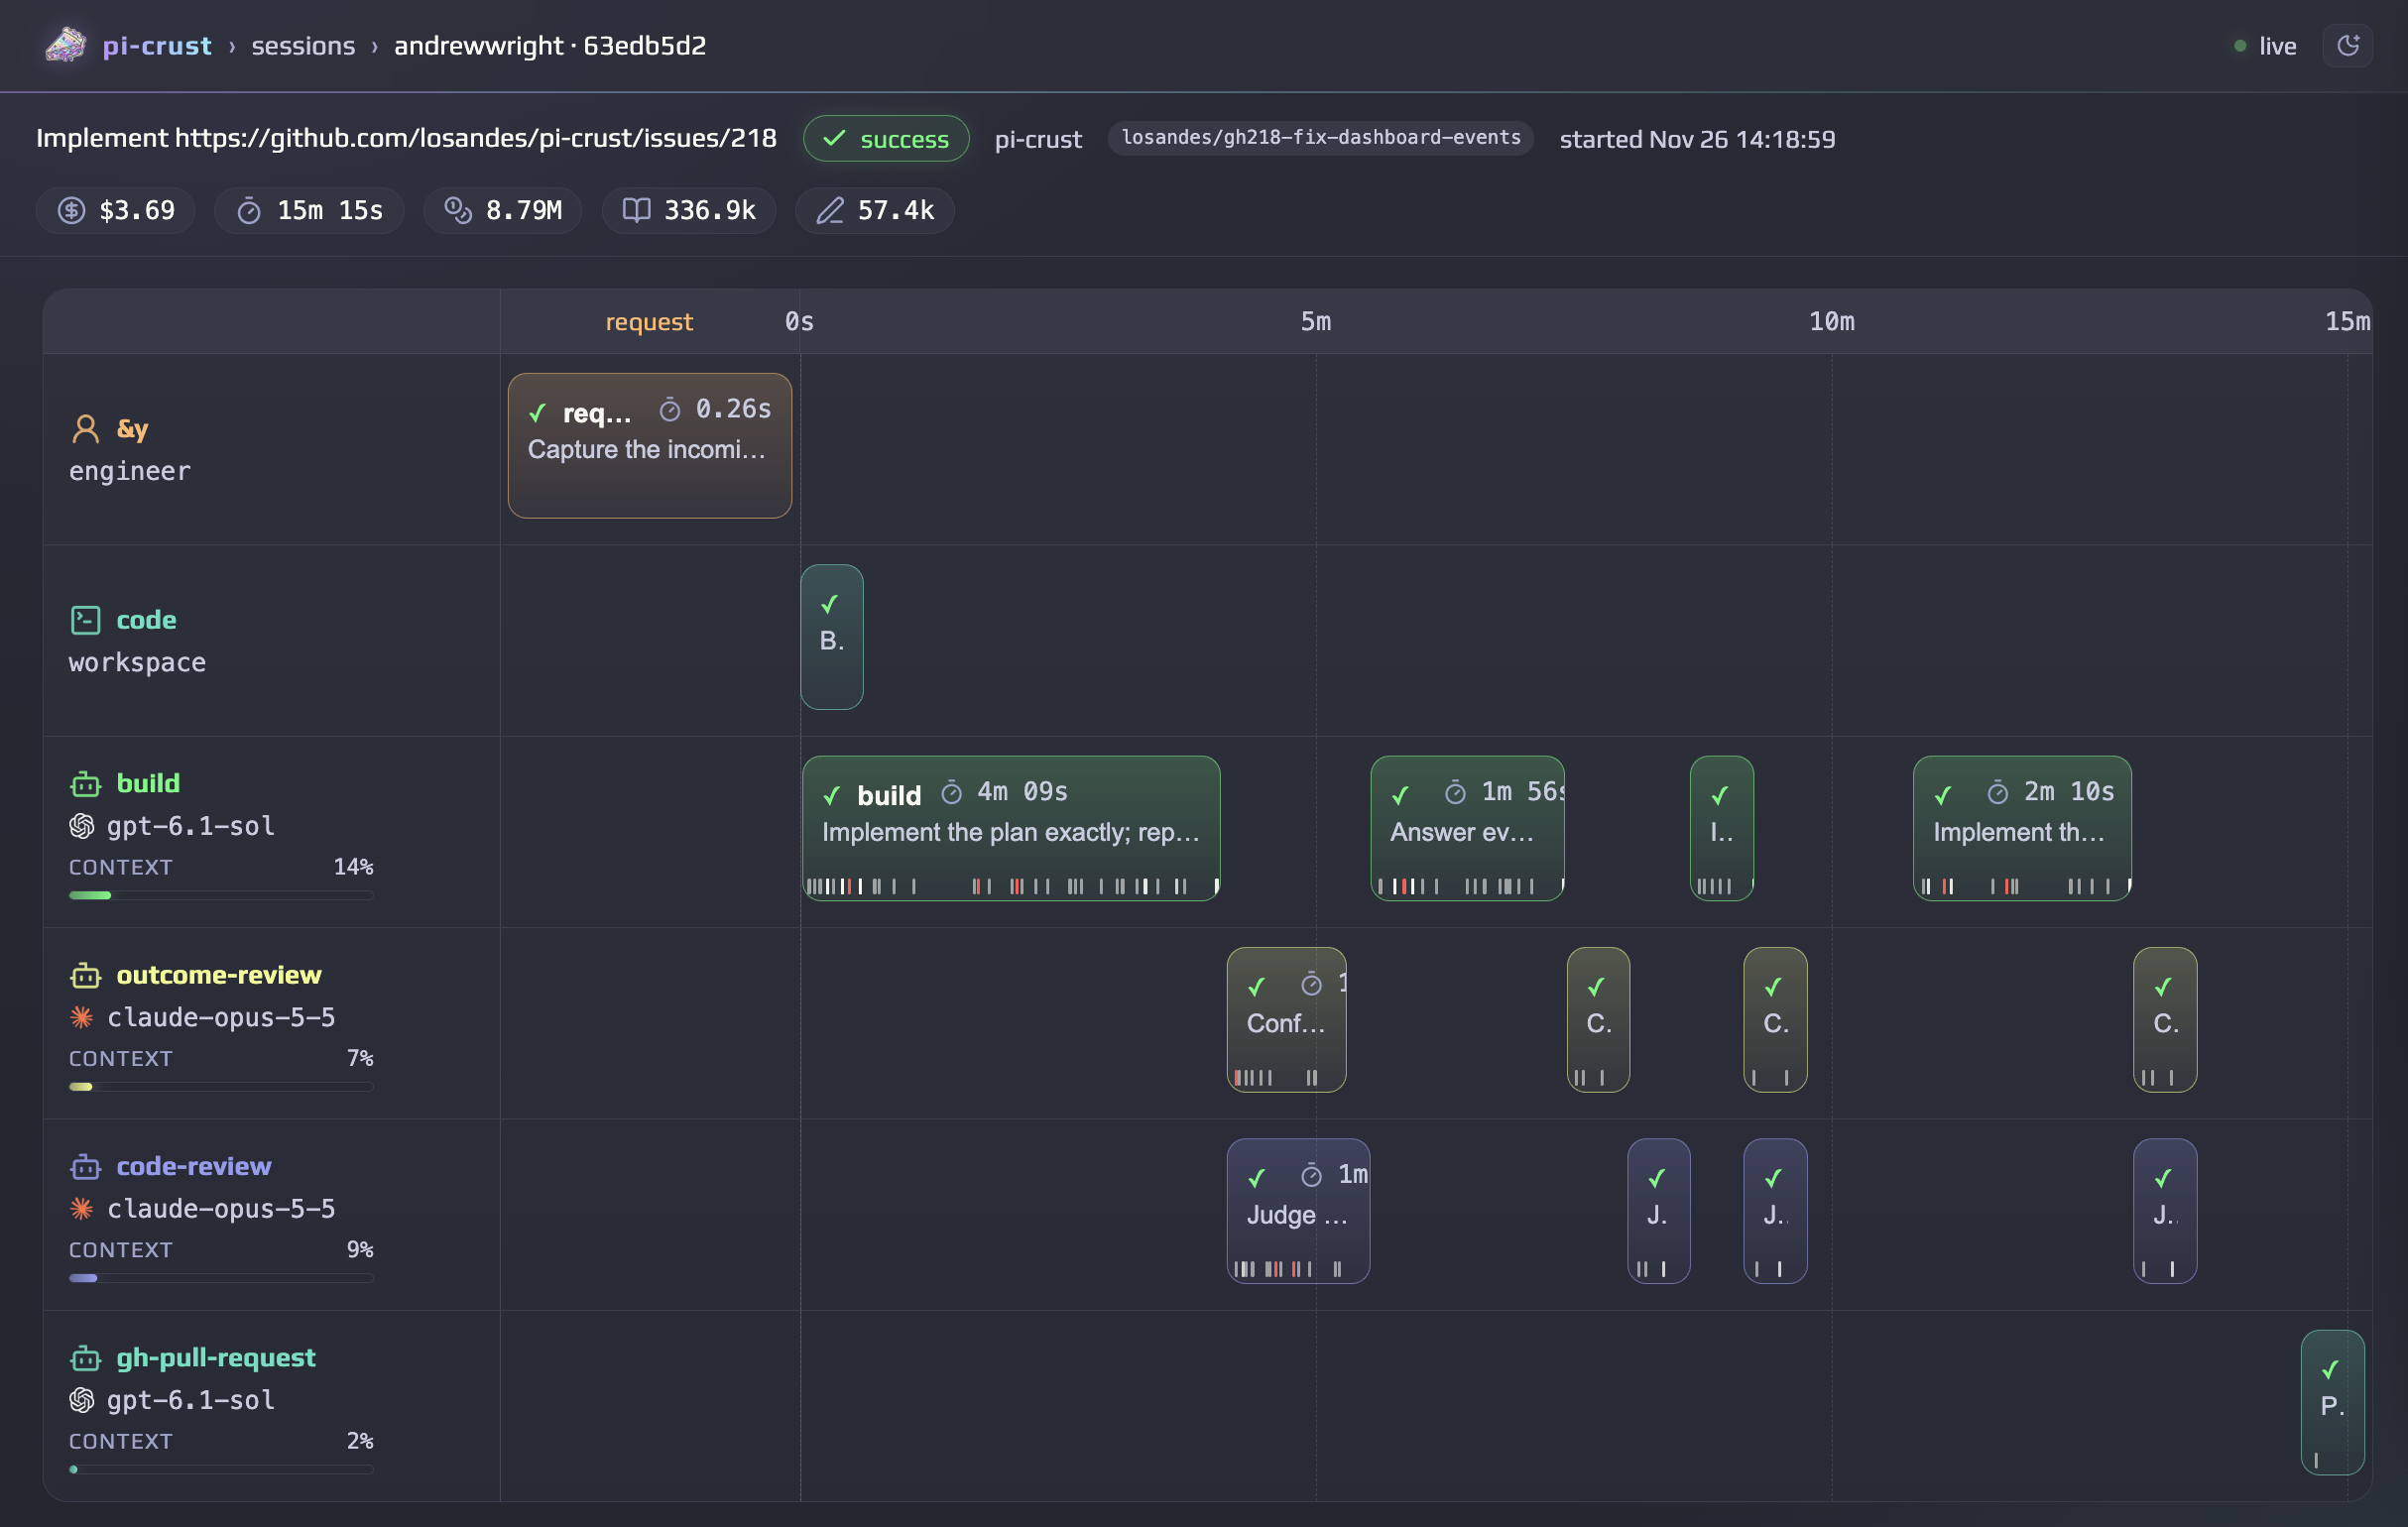 pi-crust › sessions › andrewwright · 63edb5d2
live
Implement https://github.com/losandes/pi-crust/issues/218 success pi-crust losandes/gh218-fix-dashboard-events started Nov 26 14:18:59
$3.69 15m 15s 8.79M 336.9k 57.4k
request 0s 5m 10m 15m
&y
engineer
req... 0.26s
Capture the incomi...
code
workspace
B.
build
gpt-6.1-sol
CONTEXT 14%
build 4m 09s
Implement the plan exactly; rep...
1m 56s
Answer ev...
I..
2m 10s
Implement th...
outcome-review
claude-opus-5-5
CONTEXT 7%
1
Conf...
C.
C.
C.
code-review
claude-opus-5-5
CONTEXT 9%
1m
Judge ...
J.
J.
J.
gh-pull-request
gpt-6.1-sol
CONTEXT 2%
P.